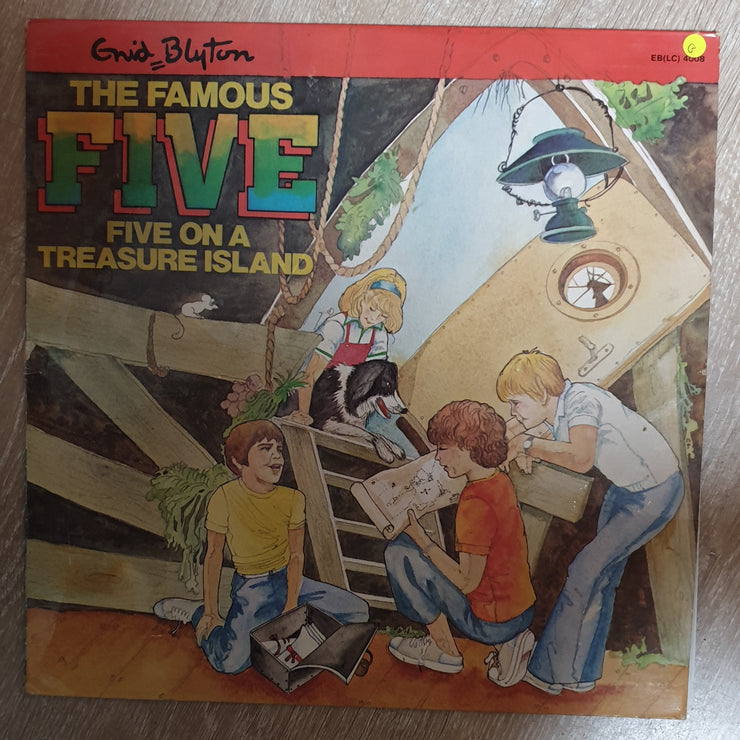 Enid Blyton
EB(LC) 4008
G
THE FAMOUS
FIVE
FIVE ON A
TREASURE ISLAND